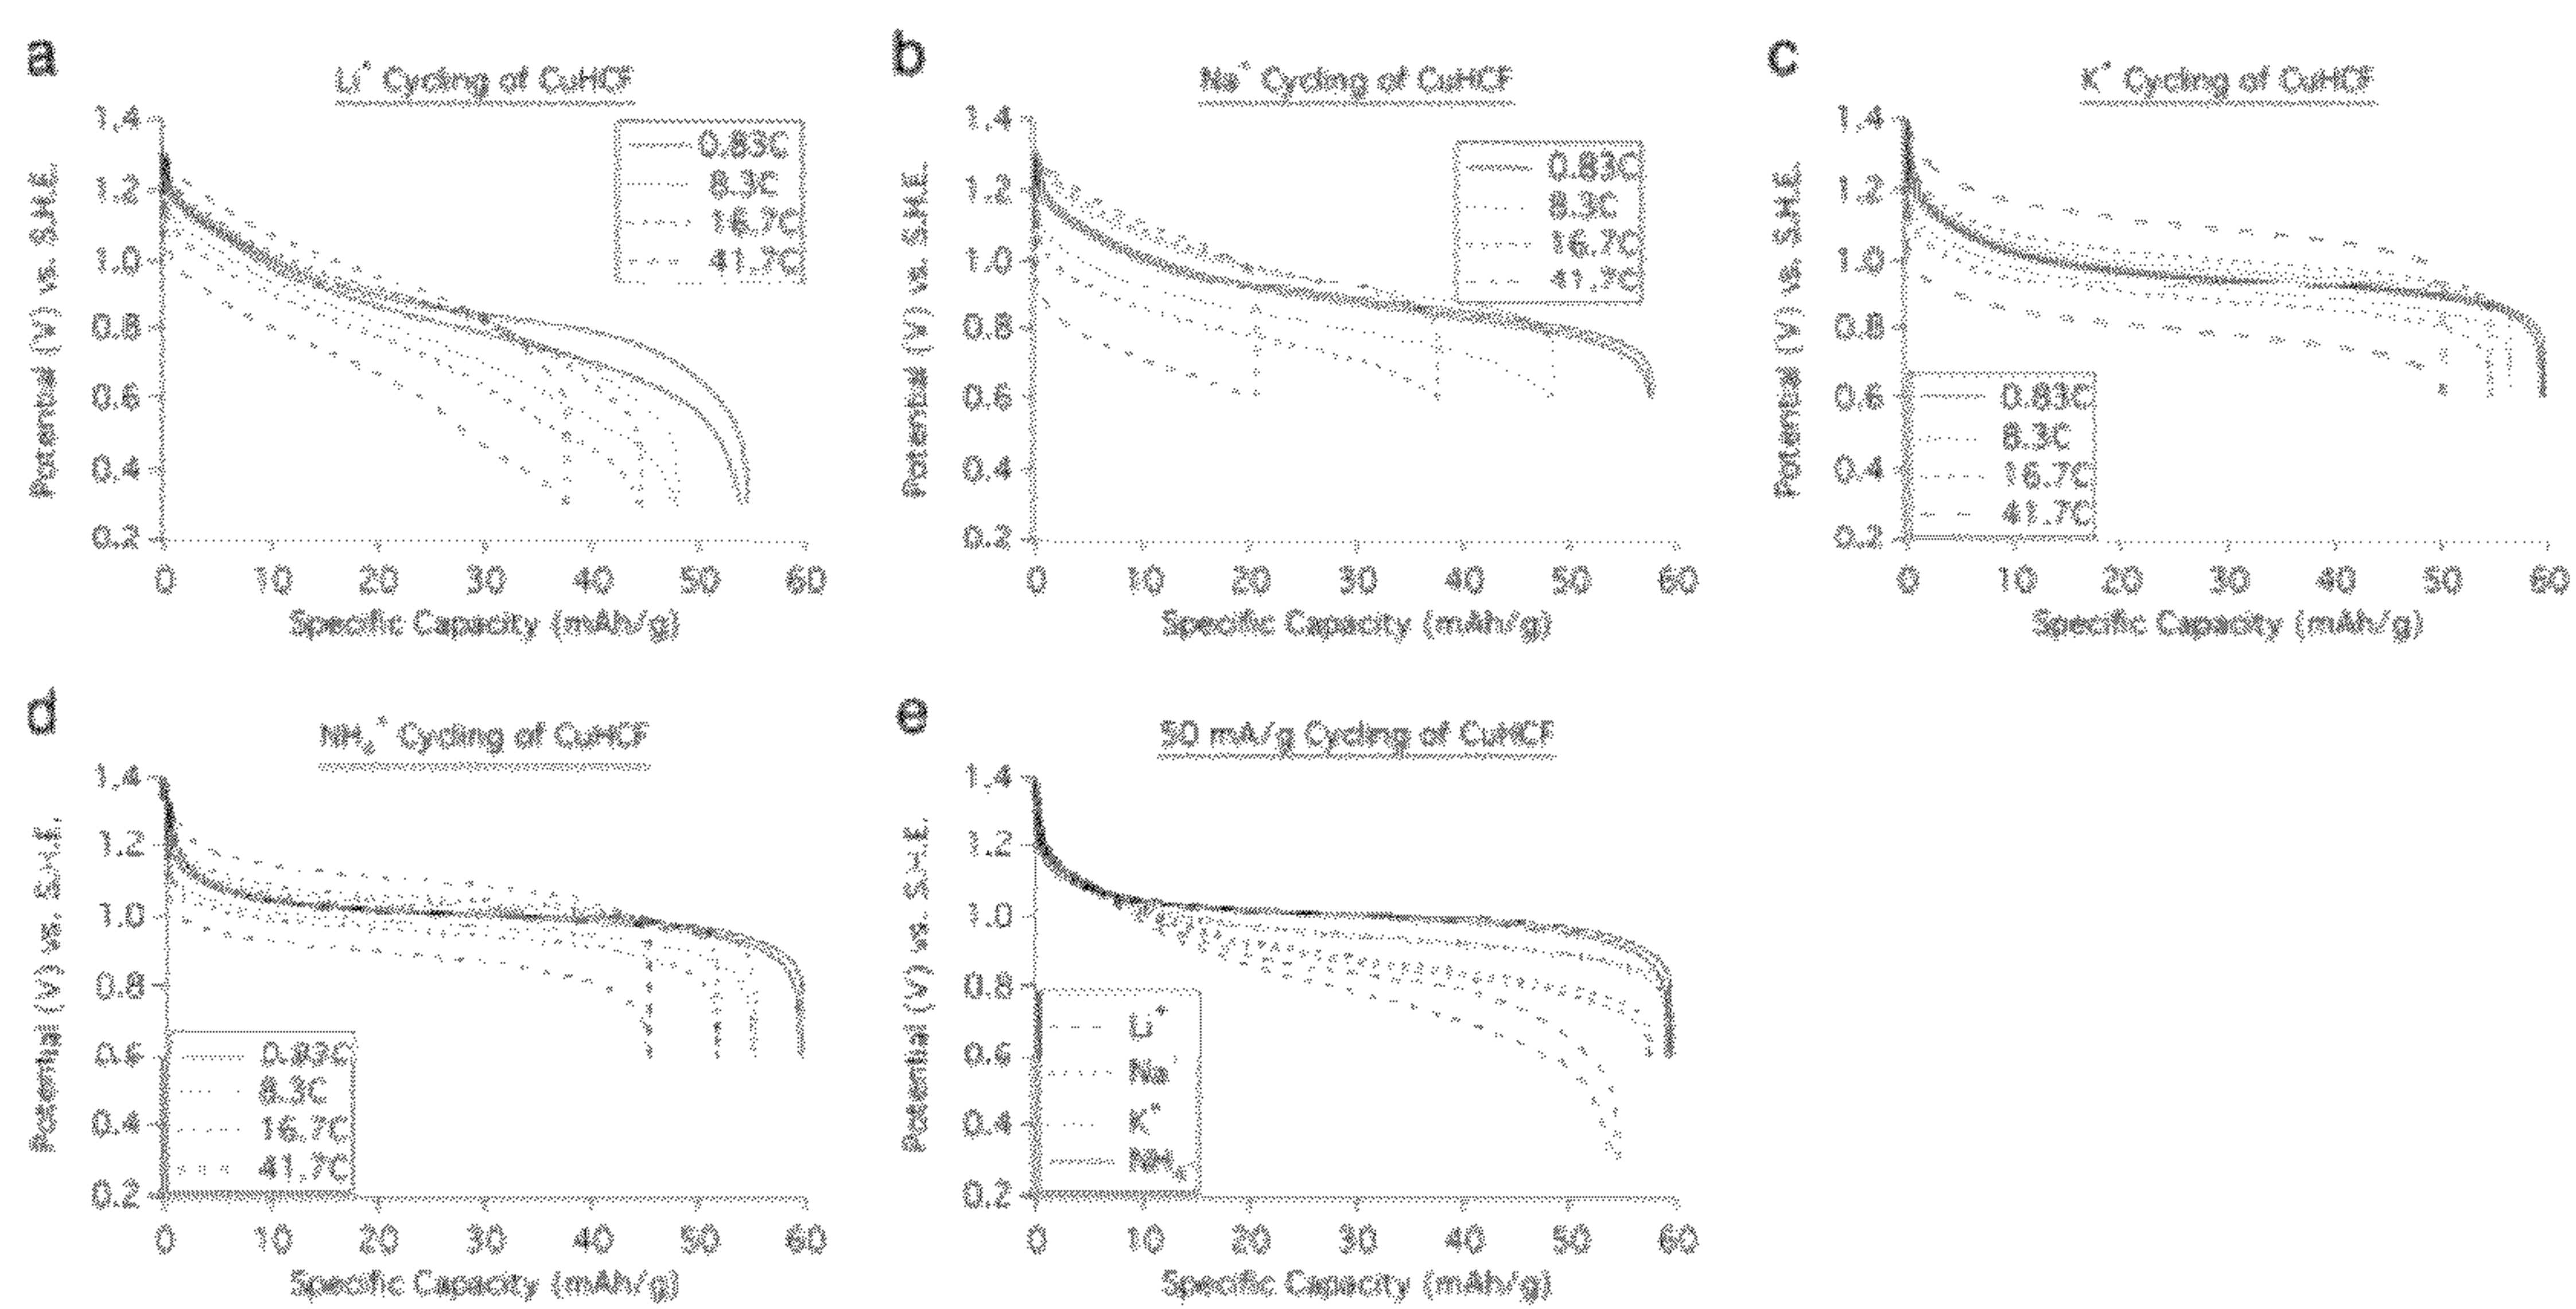 a
Li⁺ Cycling of CuHCF
Potential (V) vs. S.H.E.
1.4
1.2
1.0
0.8
0.6
0.4
0.2
0.83C
8.3C
16.7C
41.7C
0 10 20 30 40 50 60
Specific Capacity (mAh/g)
b
Na⁺ Cycling of CuHCF
Potential (V) vs. S.H.E.
1.4
1.2
1.0
0.8
0.6
0.4
0.2
0.83C
8.3C
16.7C
41.7C
0 10 20 30 40 50 60
Specific Capacity (mAh/g)
c
K⁺ Cycling of CuHCF
Potential (V) vs. S.H.E.
1.4
1.2
1.0
0.8
0.6
0.4
0.2
0.83C
8.3C
16.7C
41.7C
0 10 20 30 40 50 60
Specific Capacity (mAh/g)
d
NH₄⁺ Cycling of CuHCF
Potential (V) vs. S.H.E.
1.4
1.2
1.0
0.8
0.6
0.4
0.2
0.83C
8.3C
16.7C
41.7C
0 10 20 30 40 50 60
Specific Capacity (mAh/g)
e
50 mA/g Cycling of CuHCF
Potential (V) vs. S.H.E.
1.4
1.2
1.0
0.8
0.6
0.4
0.2
Li⁺
Na⁺
K⁺
NH₄
0 10 20 30 40 50 60
Specific Capacity (mAh/g)